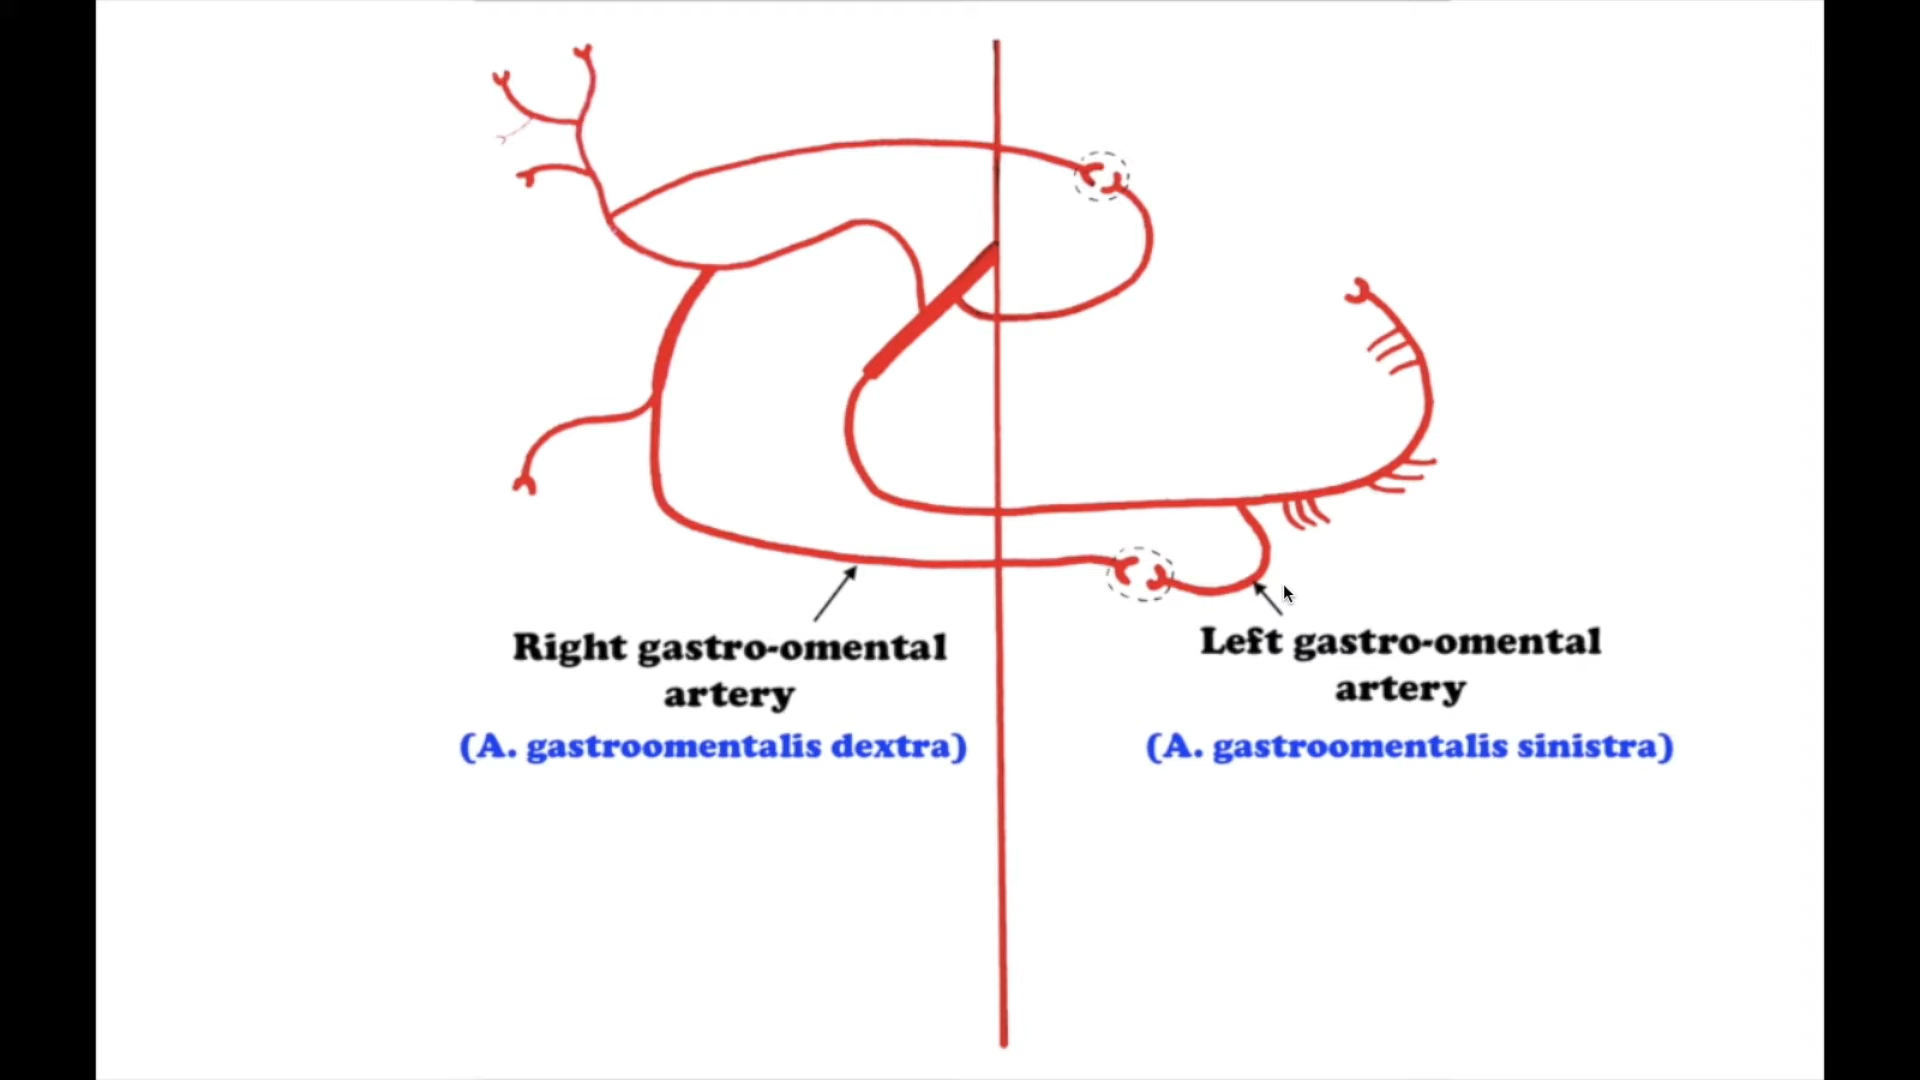 Right gastro-omental
artery
(A. gastroomentalis dextra)
Left gastro-omental
artery
(A. gastroomentalis sinistra)